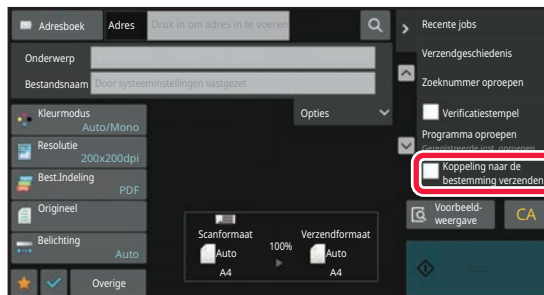 Adresboek
Adres
Druk in om adres in te voeren
Onderwerp
Bestandsnaam
Door systeeminstellingen vastgezet
Kleurmodus
Auto/Mono
Resolutie
200x200dpi
Best.Indeling
PDF
Origineel
Belichting
Auto
Overige
Opties
Scanformaat
Auto
A4
100%
Verzendformaat
Auto
A4
Recente jobs
Verzendgeschiedenis
Zoeknummer oproepen
Verificatiestempel
Programma oproepen
Geregistreerde inst. oproepen
Koppeling naar de
bestemming verzenden
Voorbeeld-
weergave
CA
Start